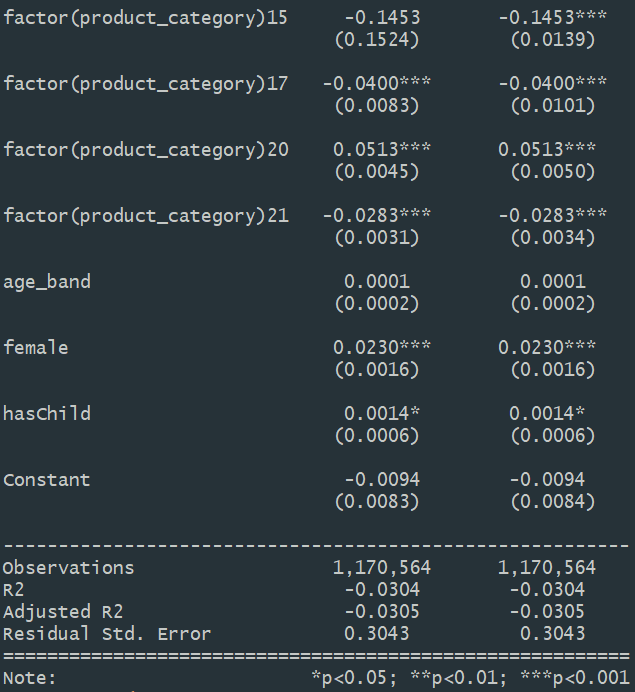 factor(product_category)15 -0.1453 -0.1453***
(0.1524) (0.0139)
factor(product_category)17 -0.0400*** -0.0400***
(0.0083) (0.0101)
factor(product_category)20 0.0513*** 0.0513***
(0.0045) (0.0050)
factor(product_category)21 -0.0283*** -0.0283***
(0.0031) (0.0034)
age_band 0.0001 0.0001
(0.0002) (0.0002)
female 0.0230*** 0.0230***
(0.0016) (0.0016)
hasChild 0.0014* 0.0014*
(0.0006) (0.0006)
Constant -0.0094 -0.0094
(0.0083) (0.0084)
---------------------------------------------------------
Observations 1,170,564 1,170,564
R2 -0.0304 -0.0304
Adjusted R2 -0.0305 -0.0305
Residual Std. Error 0.3043 0.3043
=========================================================
Note: *p<0.05; **p<0.01; ***p<0.001